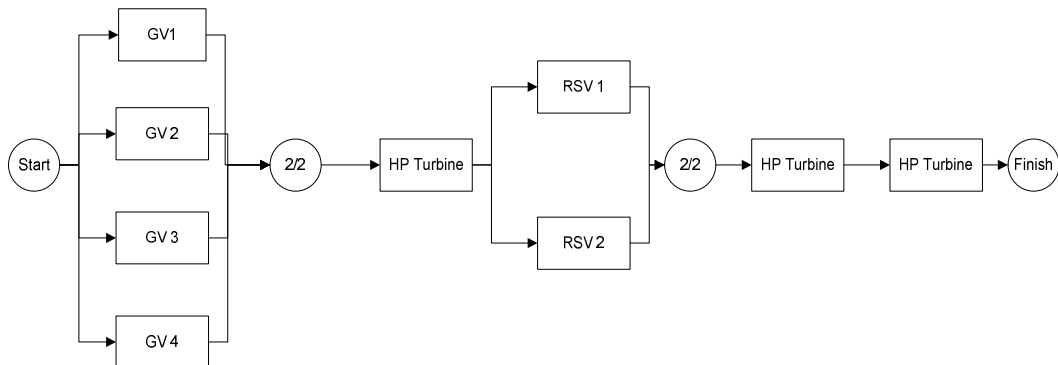 GV1
GV 2
GV 3
GV 4
Start
2/2
HP Turbine
RSV 1
RSV 2
2/2
HP Turbine
HP Turbine
Finish